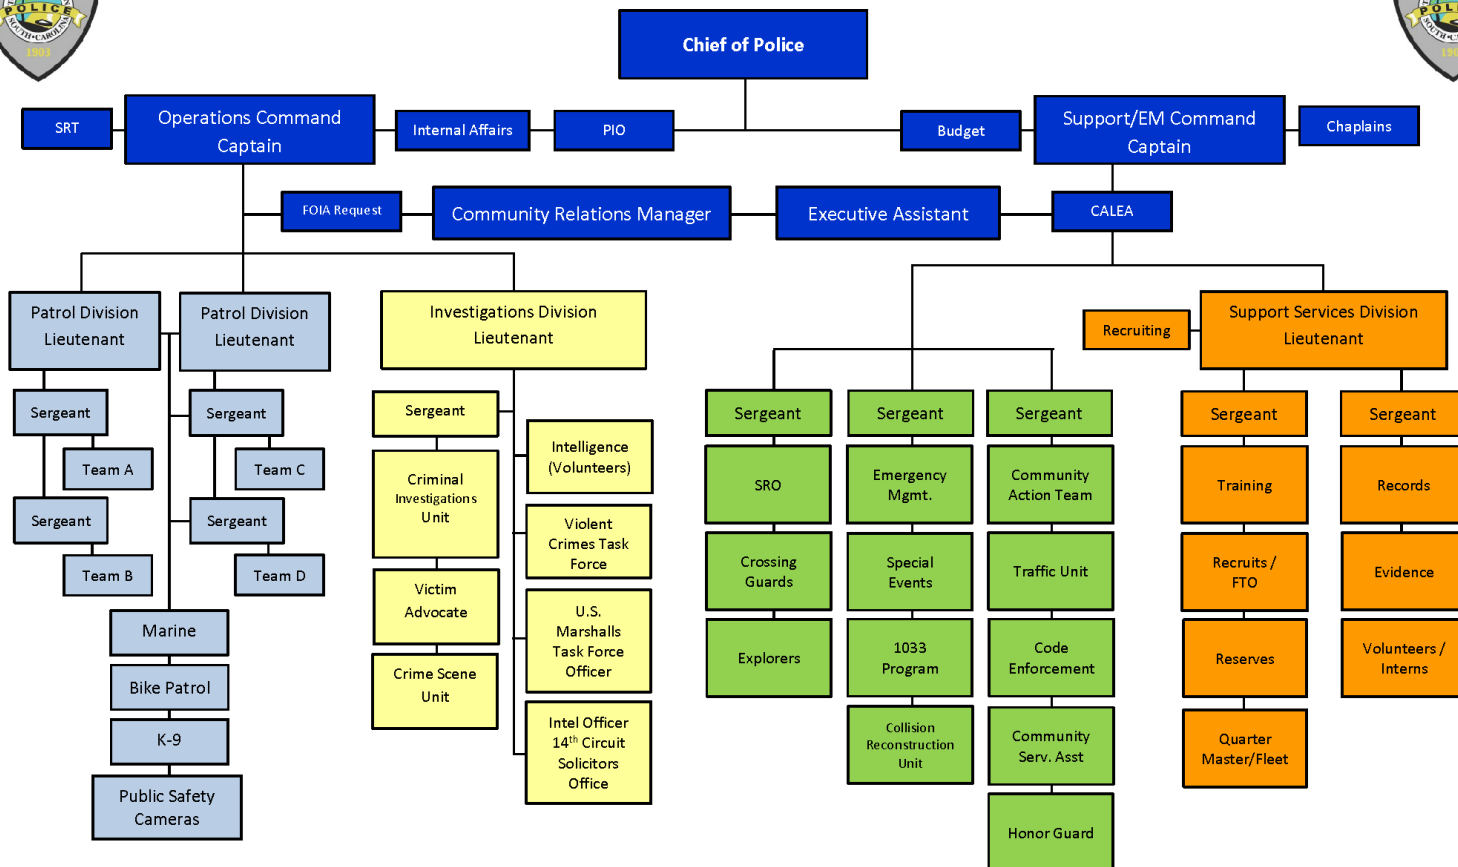 POLICE
SOUTH CAROLINA
1903
POLICE
Chief of Police
SRT
Operations Command
Captain
Internal Affairs
PIO
Budget
Support/EM Command
Captain
Chaplains
FOIA Request
Community Relations Manager
Executive Assistant
CALEA
Patrol Division
Lieutenant
Patrol Division
Lieutenant
Investigations Division
Lieutenant
Recruiting
Support Services Division
Lieutenant
Sergeant
Team A
Sergeant
Team B
Sergeant
Team C
Sergeant
Team D
Marine
Bike Patrol
K-9
Public Safety
Cameras
Sergeant
Criminal
Investigations
Unit
Victim
Advocate
Crime Scene
Unit
Intelligence
(Volunteers)
Violent
Crimes Task
Force
U.S.
Marshalls
Task Force
Officer
Intel Officer
14th Circuit
Solicitors
Office
Sergeant
SRO
Crossing
Guards
Explorers
Sergeant
Emergency
Mgmt.
Special
Events
1033
Program
Collision
Reconstruction
Unit
Sergeant
Community
Action Team
Traffic Unit
Code
Enforcement
Community
Serv. Asst
Honor Guard
Sergeant
Training
Recruits /
FTO
Reserves
Quarter
Master/Fleet
Sergeant
Records
Evidence
Volunteers /
Interns